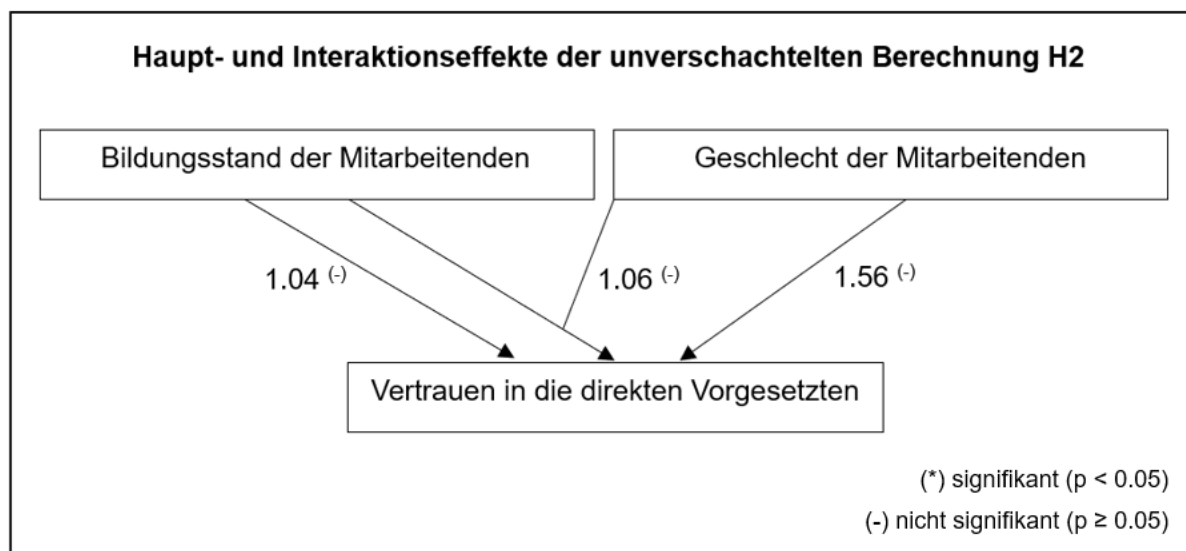 Haupt- und Interaktionseffekte der unverschachtelten Berechnung H2
Bildungsstand der Mitarbeitenden
Geschlecht der Mitarbeitenden
1.04 (-)
1.06 (-)
1.56 (-)
Vertrauen in die direkten Vorgesetzten
(*) signifikant (p < 0.05)
(-) nicht signifikant (p ≥ 0.05)